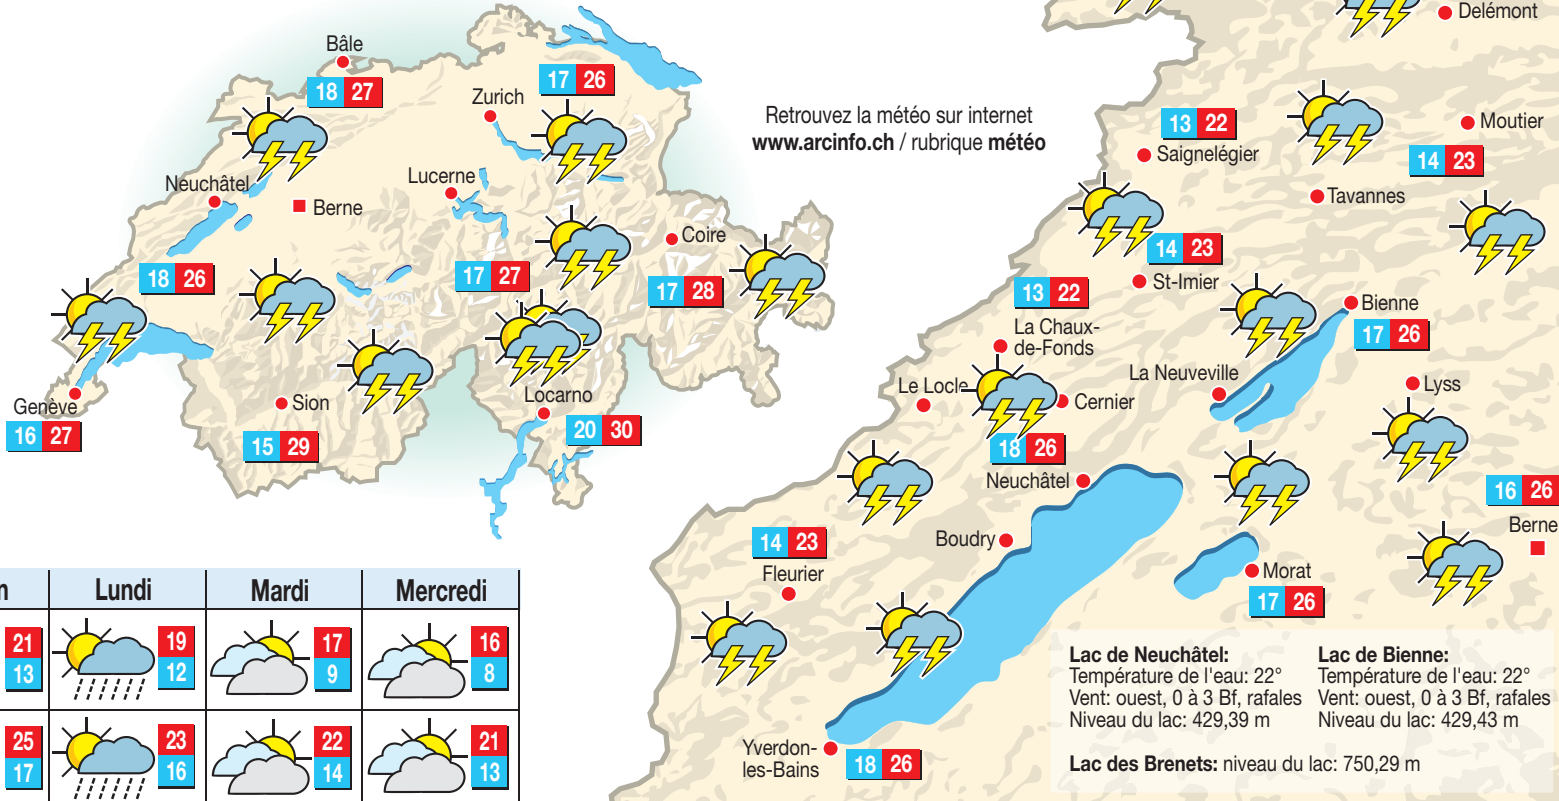 Bâle
18 27
Zurich
17 26
Neuchâtel
Lucerne
Berne
Coire
18 26
17 27
17 28
Genève
16 27
Sion
15 29
Locarno
20 30
Retrouvez la météo sur internet
www.arcinfo.ch / rubrique météo
Delémont
13 22
Saignelégier
Moutier
14 23
Tavannes
14 23
St-Imier
13 22
La Chaux-
de-Fonds
Bienne
17 26
La Neuveville
Le Locle
Cernier
Lyss
18 26
Neuchâtel
16 26
Berne
Boudry
14 23
Fleurier
Morat
17 26
Yverdon-
les-Bains
18 26
Lac de Neuchâtel:
Température de l'eau: 22°
Vent: ouest, 0 à 3 Bf, rafales
Niveau du lac: 429,39 m
Lac de Bienne:
Température de l'eau: 22°
Vent: ouest, 0 à 3 Bf, rafales
Niveau du lac: 429,43 m
Lac des Brenets: niveau du lac: 750,29 m
Lundi Mardi Mercredi
21 19 17 16
13 12 9 8
25 23 22 21
17 16 14 13